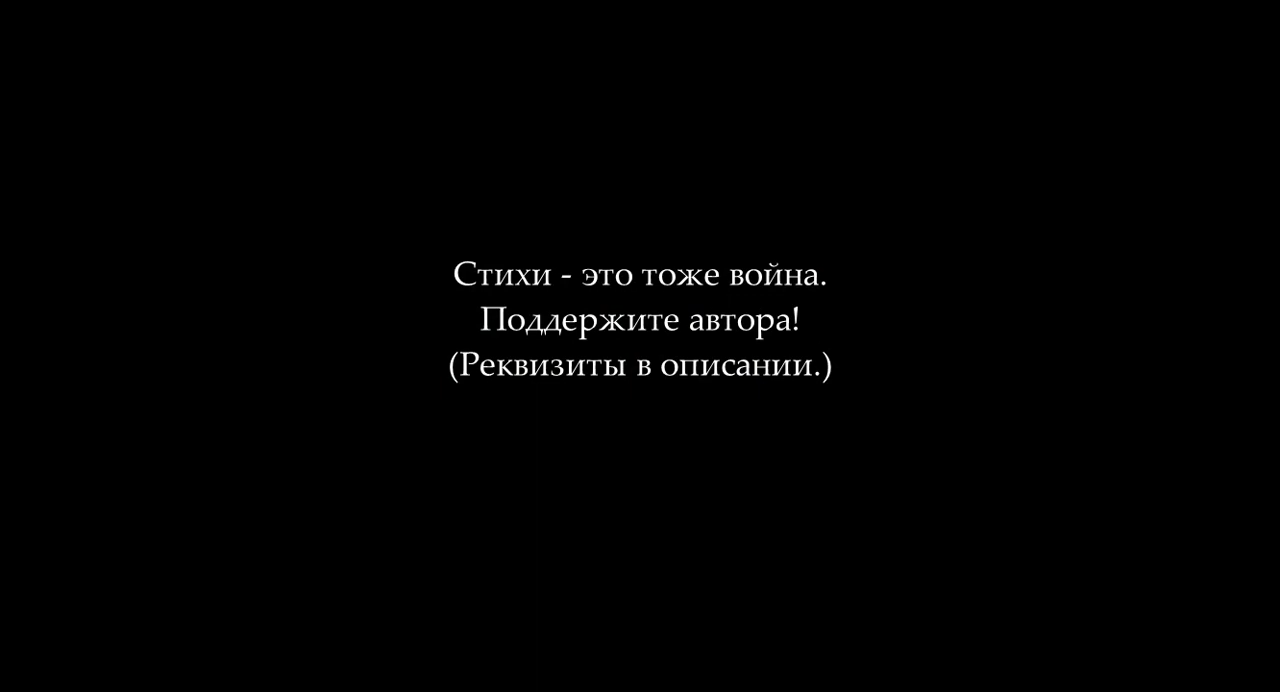 Стихи - это тоже война.
Поддержите автора!
(Реквизиты в описании.)